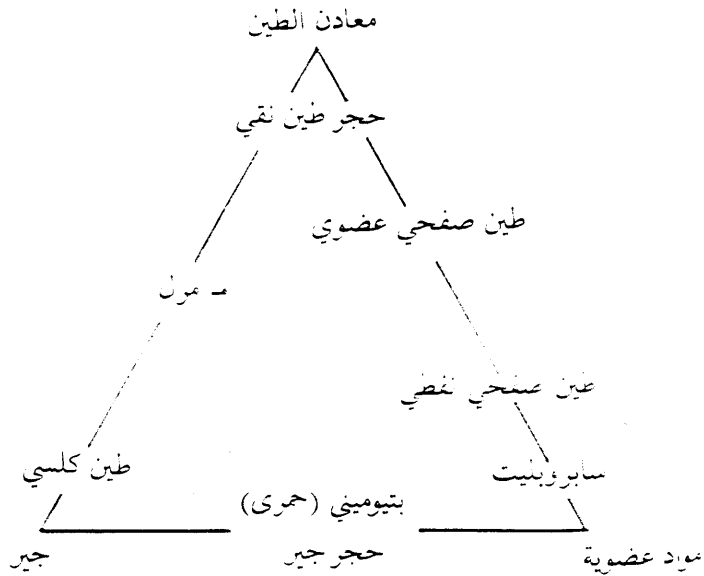 معادن الطين
حجر طين نقي
طين صفحي عضوي
مول
طين صفحي نفطي
طين كلسي
سابروبليت
بتيوميني (حمرى)
حجر جير
جير
مواد عضوية